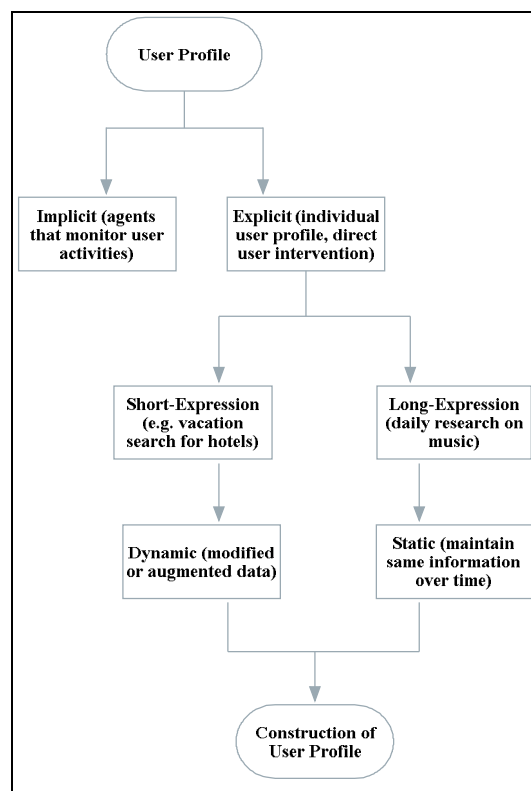 User Profile
Implicit (agents
that monitor user
activities)
Explicit (individual
user profile, direct
user intervention)
Short-Expression
(e.g. vacation
search for hotels)
Long-Expression
(daily research on
music)
Dynamic (modified
or augmented data)
Static (maintain
same information
over time)
Construction of
User Profile